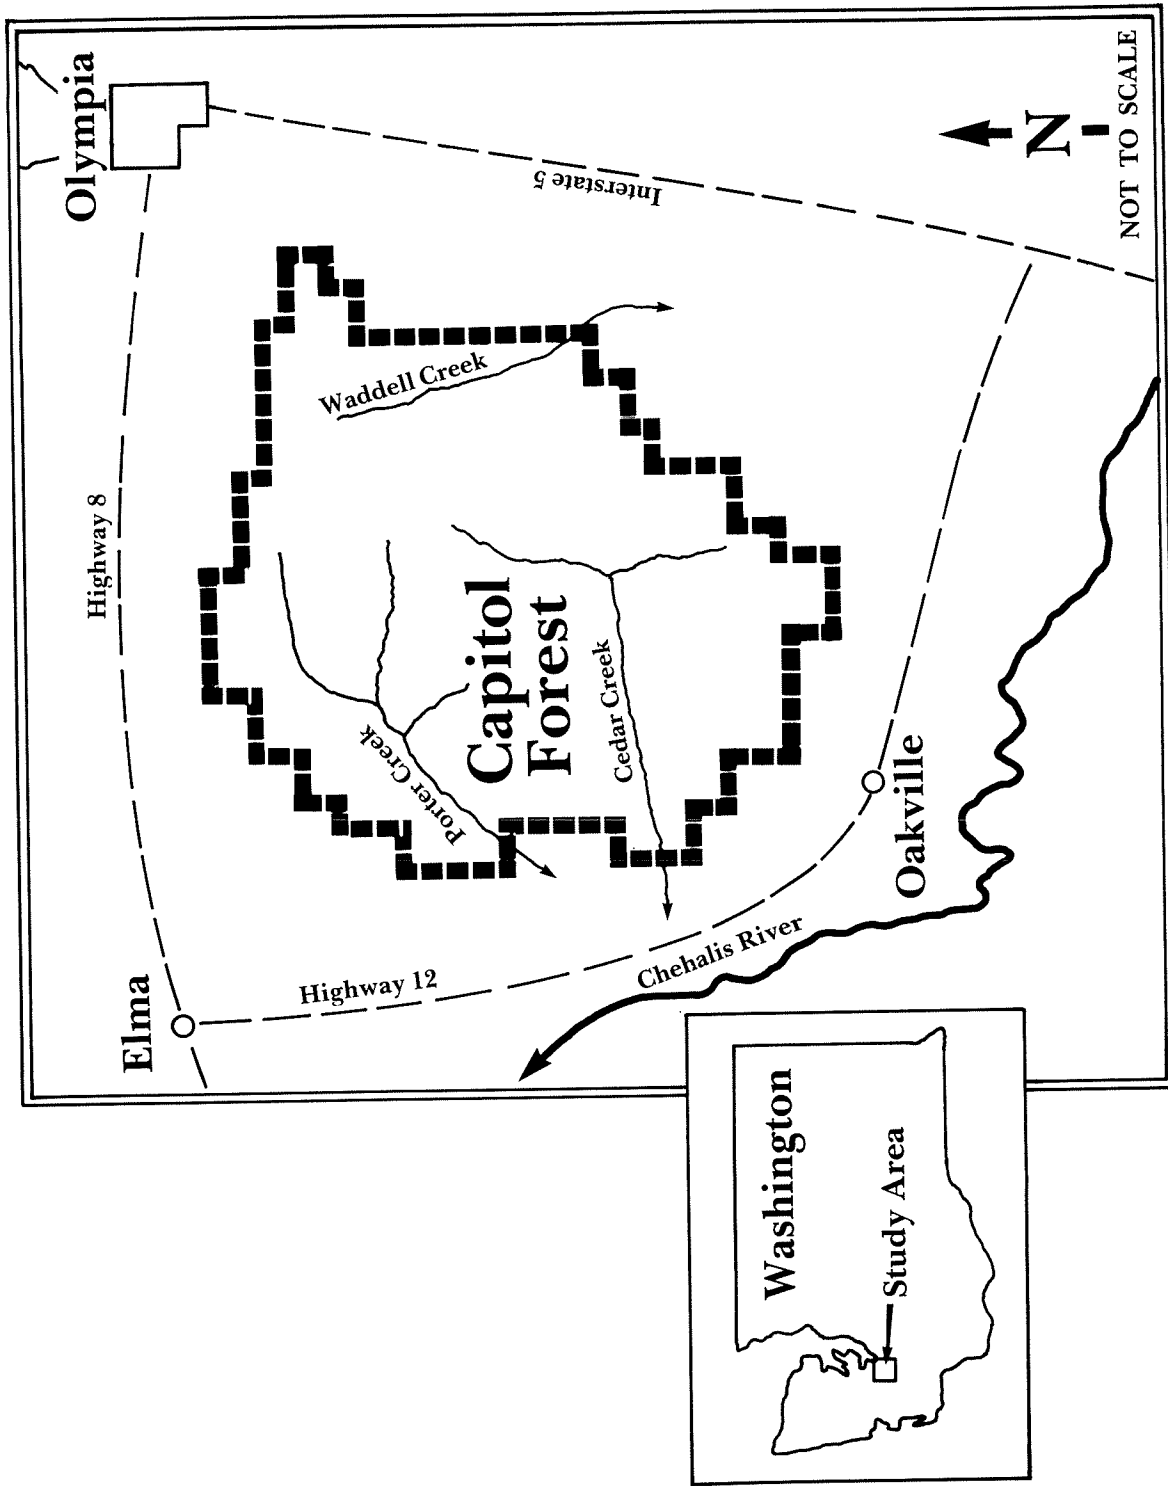 Olympia
Highway 8
Elma
Interstate 5
Waddell Creek
Capitol
Forest
Porter Creek
Cedar Creek
Highway 12
Oakville
Chehalis River
N
NOT TO SCALE
Washington
Study Area